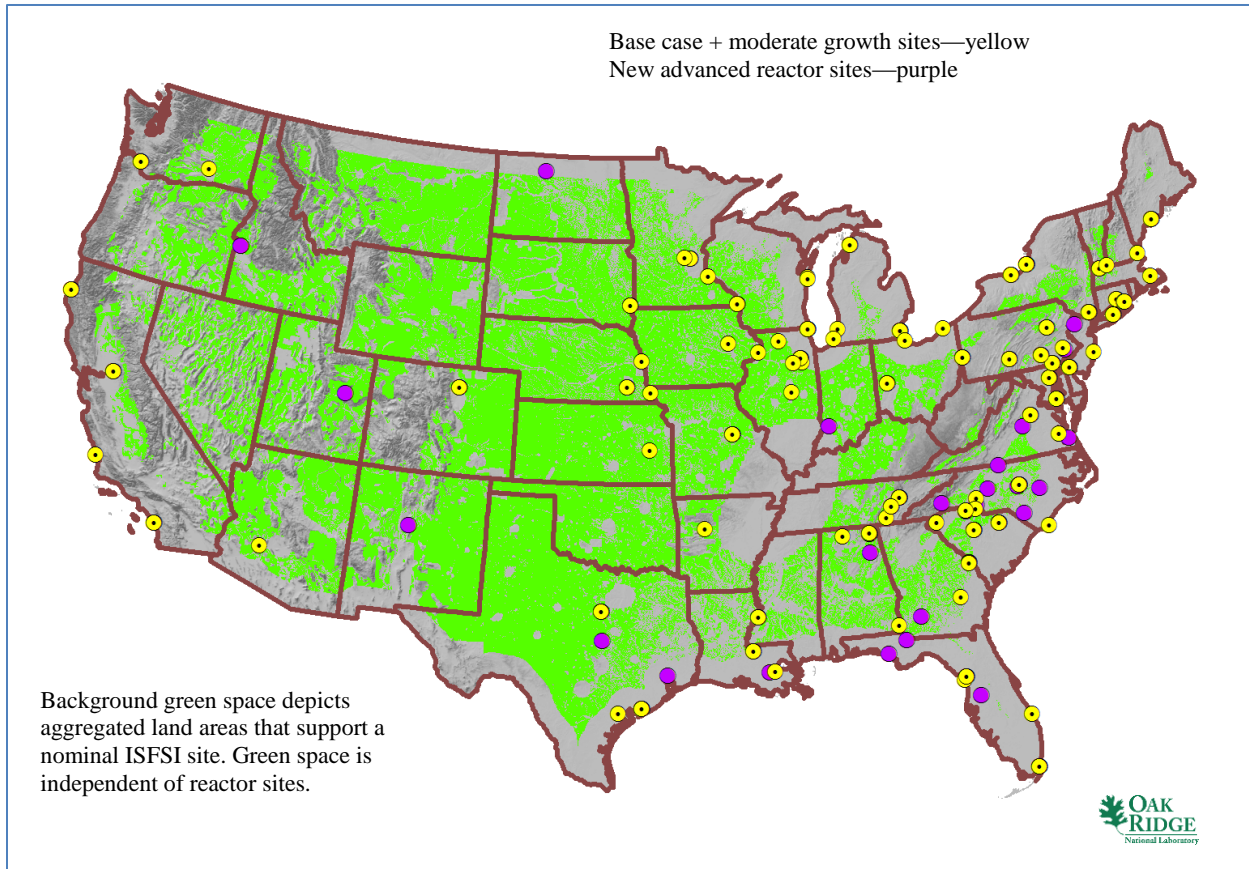 Base case + moderate growth sites—yellow
New advanced reactor sites—purple
Background green space depicts
aggregated land areas that support a
nominal ISFSI site. Green space is
independent of reactor sites.
OAK
RIDGE
National Laboratory